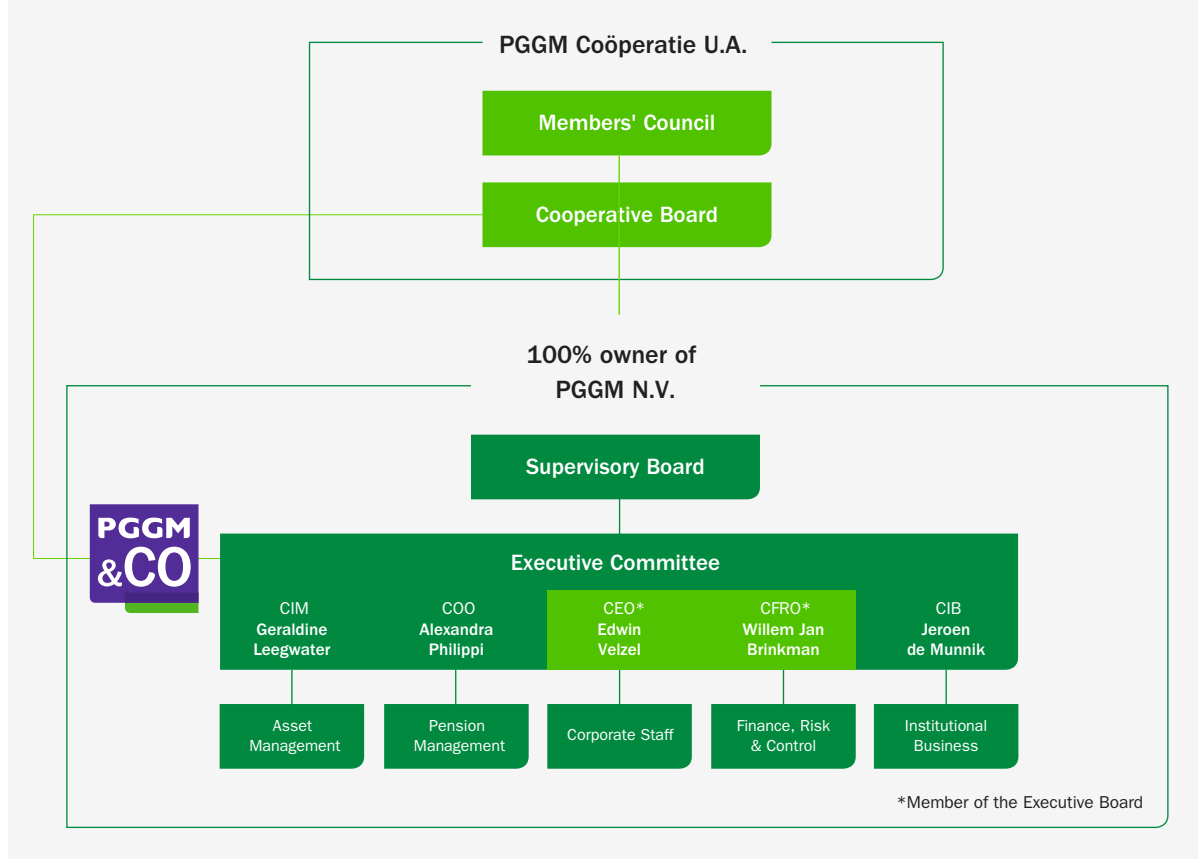 PGGM Coöperatie U.A.
Members' Council
Cooperative Board
100% owner of
PGGM N.V.
Supervisory Board
PGGM
&CO
Executive Committee
CIM
Geraldine
Leegwater
COO
Alexandra
Philippi
CEO*
Edwin
Velzel
CFRO*
Willem Jan
Brinkman
CIB
Jeroen
de Munnik
Asset
Management
Pension
Management
Corporate Staff
Finance, Risk
& Control
Institutional
Business
*Member of the Executive Board